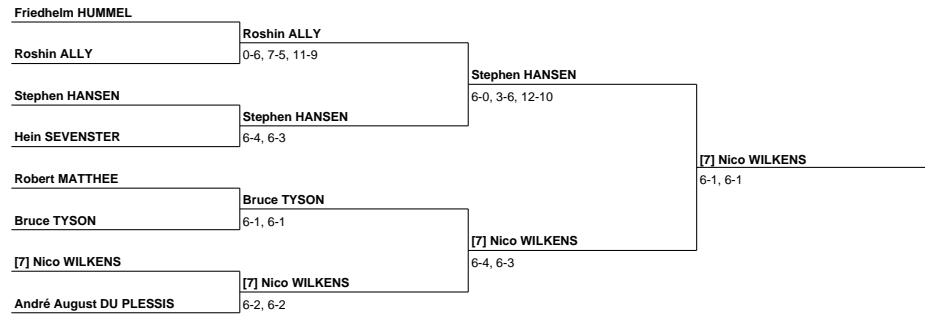 Friedhelm HUMMEL
Roshin ALLY
Roshin ALLY
0-6, 7-5, 11-9
Stephen HANSEN
6-0, 3-6, 12-10
Stephen HANSEN
Stephen HANSEN
6-4, 6-3
Hein SEVENSTER
[7] Nico WILKENS
6-1, 6-1
Robert MATTHEE
Bruce TYSON
6-1, 6-1
Bruce TYSON
[7] Nico WILKENS
6-4, 6-3
[7] Nico WILKENS
[7] Nico WILKENS
6-2, 6-2
André August DU PLESSIS